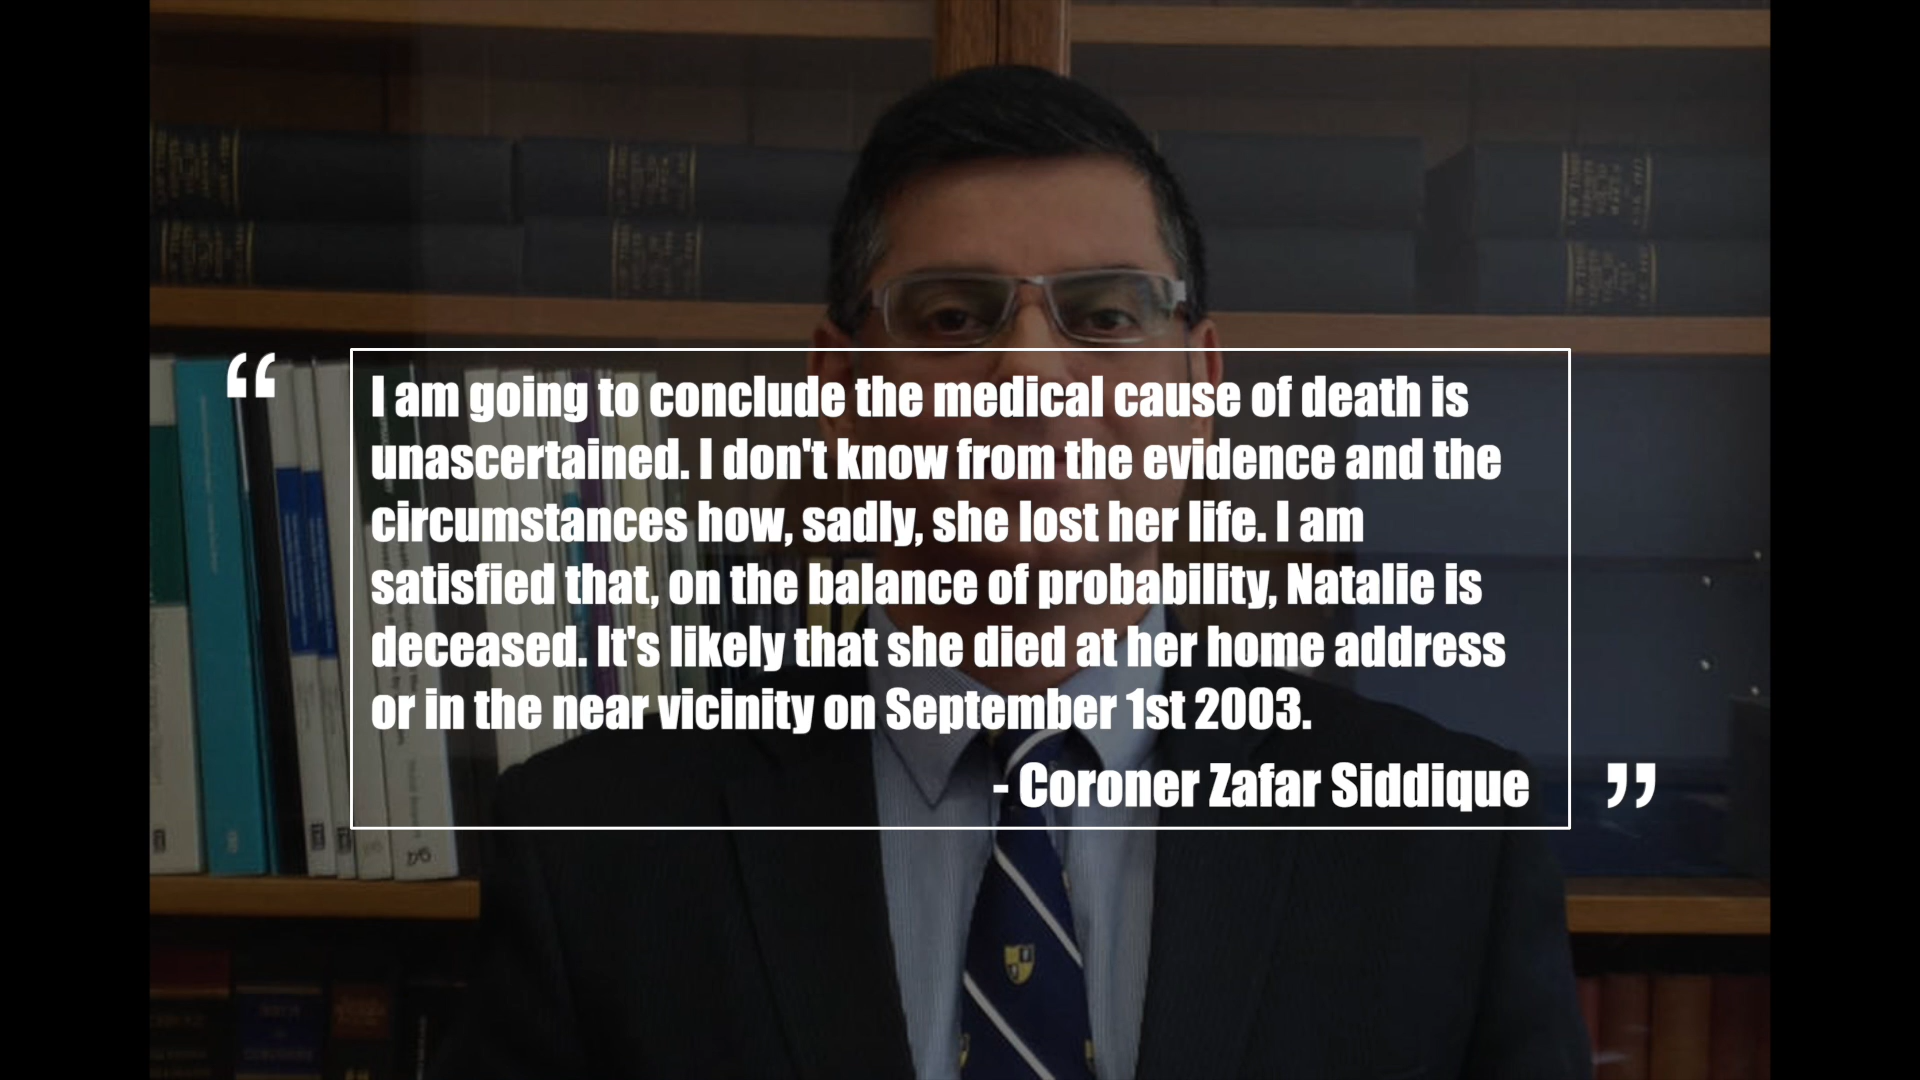 “
I am going to conclude the medical cause of death is
unascertained. I don't know from the evidence and the
circumstances how, sadly, she lost her life. I am
satisfied that, on the balance of probability, Natalie is
deceased. It's likely that she died at her home address
or in the near vicinity on September 1st 2003.
- Coroner Zafar Siddique
”